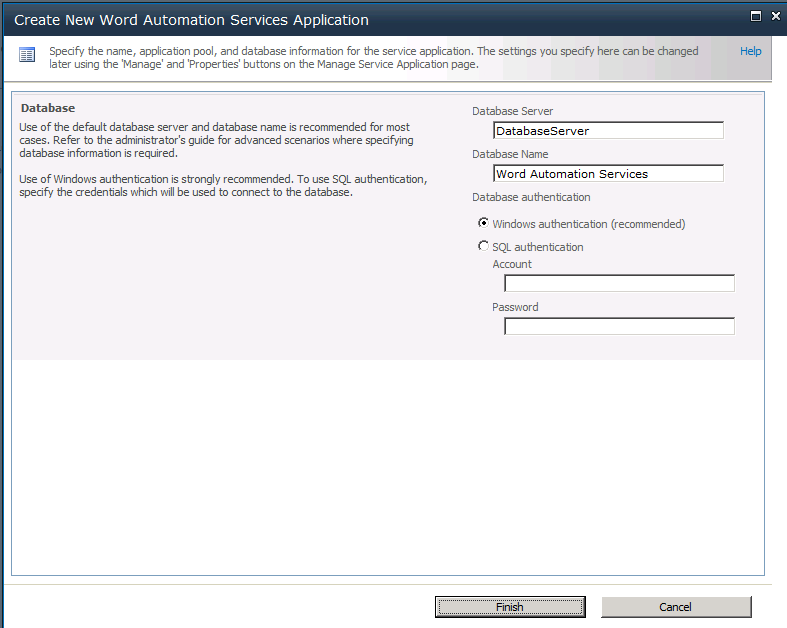 Create New Word Automation Services Application
Specify the name, application pool, and database information for the service application. The settings you specify here can be changed
later using the 'Manage' and 'Properties' buttons on the Manage Service Application page.
Help
Database
Use of the default database server and database name is recommended for most
cases. Refer to the administrator's guide for advanced scenarios where specifying
database information is required.
Use of Windows authentication is strongly recommended. To use SQL authentication,
specify the credentials which will be used to connect to the database.
Database Server
DatabaseServer
Database Name
Word Automation Services
Database authentication
Windows authentication (recommended)
SQL authentication
Account
Password
Finish
Cancel